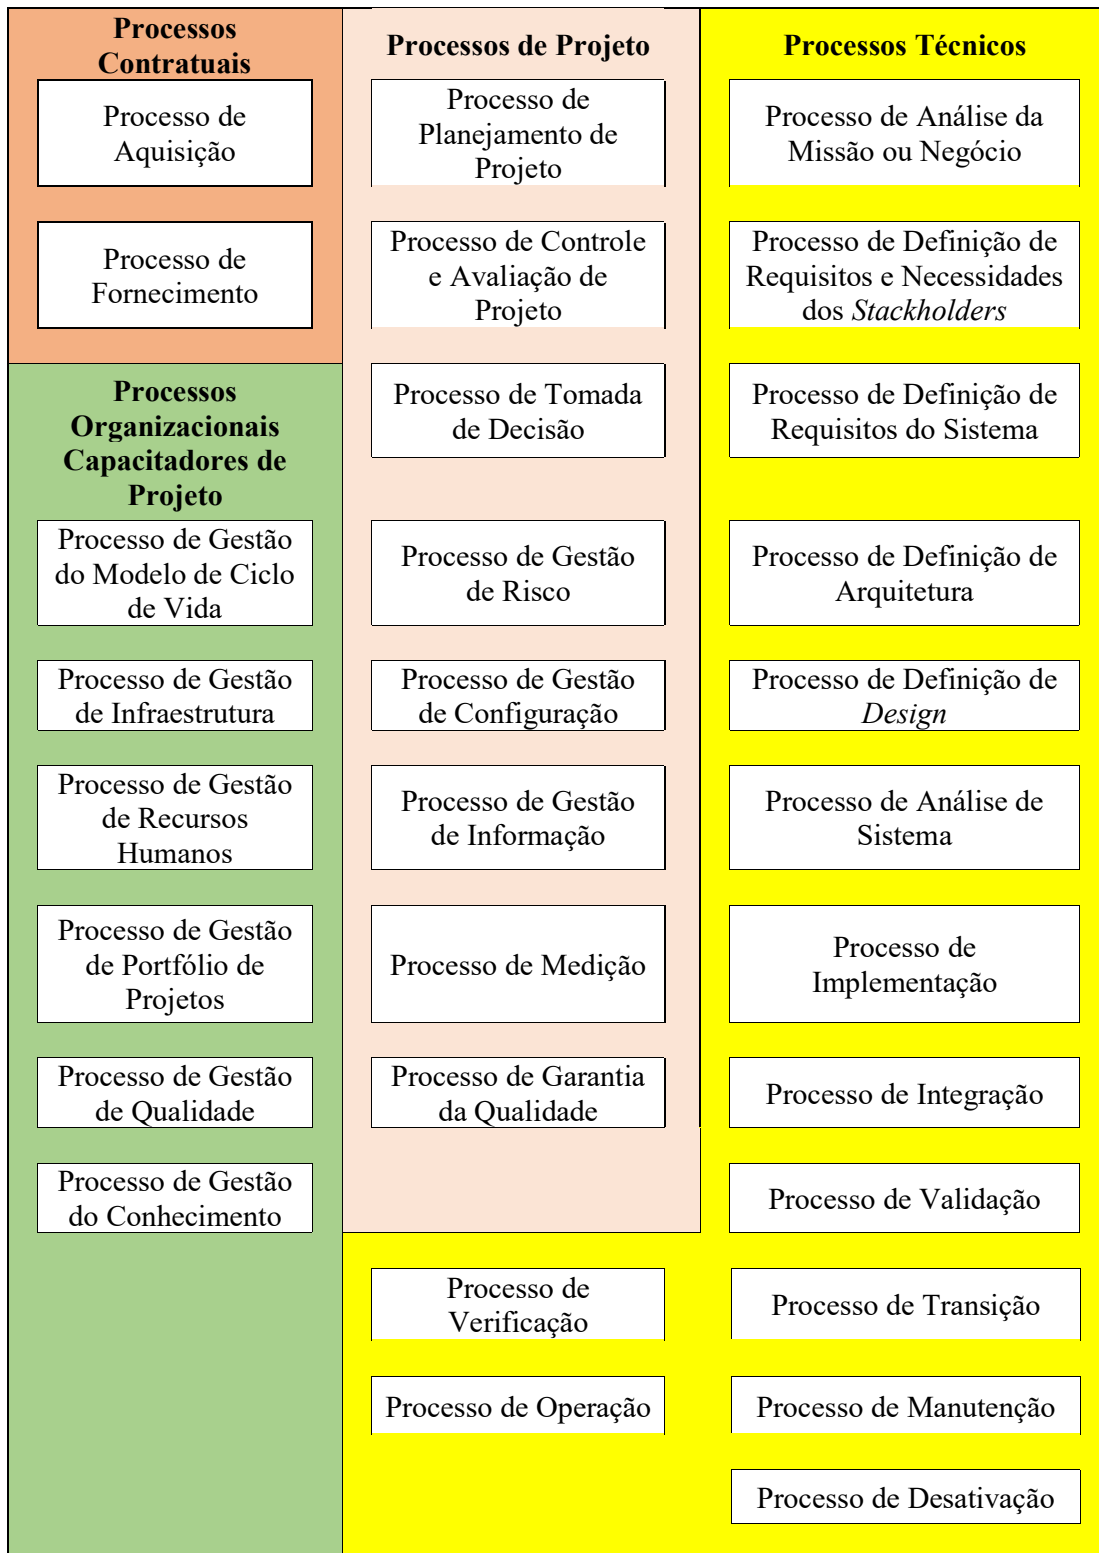 Processos
Contratuais
Processo de
Aquisição
Processo de
Fornecimento
Processos
Organizacionais
Capacitadores de
Projeto
Processo de Gestão
do Modelo de Ciclo
de Vida
Processo de Gestão
de Infraestrutura
Processo de Gestão
de Recursos
Humanos
Processo de Gestão
de Portfólio de
Projetos
Processo de Gestão
de Qualidade
Processo de Gestão
do Conhecimento
Processos de Projeto
Processo de
Planejamento de
Projeto
Processo de Controle
e Avaliação de
Projeto
Processo de Tomada
de Decisão
Processo de Gestão
de Risco
Processo de Gestão
de Configuração
Processo de Gestão
de Informação
Processo de Medição
Processo de Garantia
da Qualidade
Processos Técnicos
Processo de Análise da
Missão ou Negócio
Processo de Definição de
Requisitos e Necessidades
dos Stackholders
Processo de Definição de
Requisitos do Sistema
Processo de Definição de
Arquitetura
Processo de Definição de
Design
Processo de Análise de
Sistema
Processo de
Implementação
Processo de Integração
Processo de Validação
Processo de
Verificação
Processo de Transição
Processo de Operação
Processo de Manutenção
Processo de Desativação